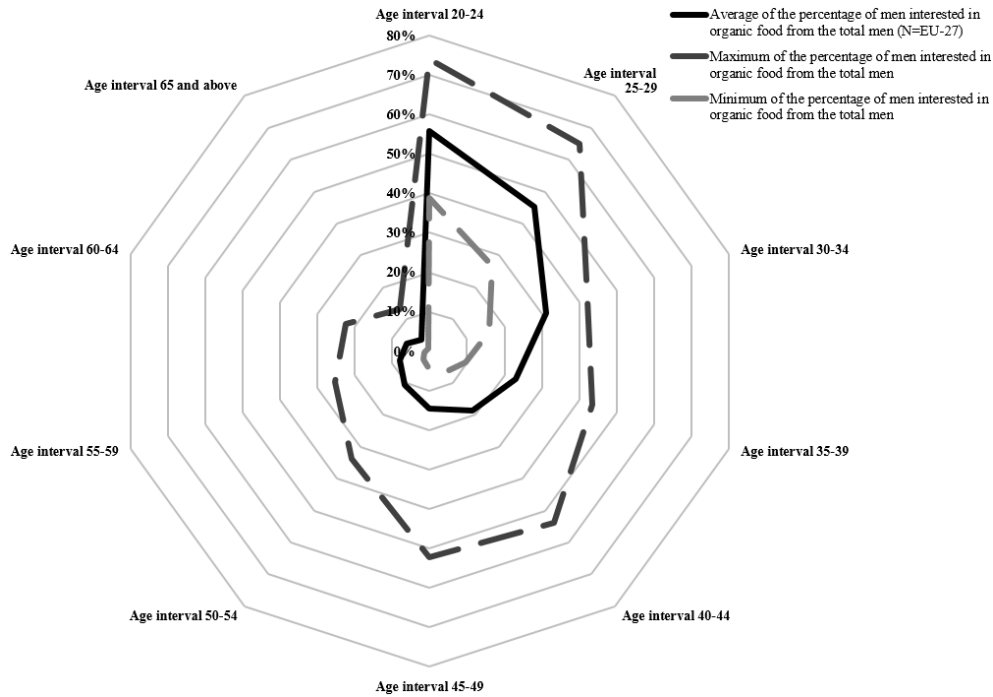 Age interval 20-24
Average of the percentage of men interested in
organic food from the total men (N=EU-27)
Maximum of the percentage of men interested in
organic food from the total men
Minimum of the percentage of men interested in
organic food from the total men
80%
70%
60%
50%
40%
30%
20%
10%
0%
Age interval
25-29
Age interval 30-34
Age interval 35-39
Age interval 40-44
Age interval 45-49
Age interval 50-54
Age interval 55-59
Age interval 60-64
Age interval 65 and above